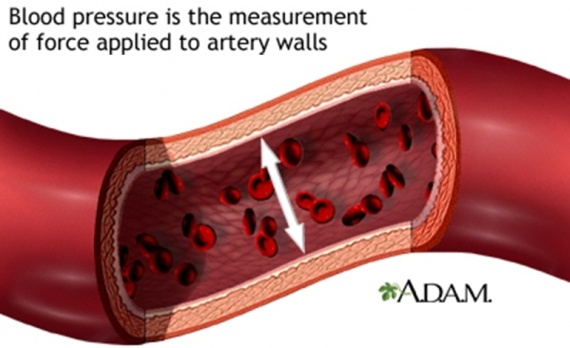 Blood pressure is the measurement
of force applied to artery walls
A.D.A.M.